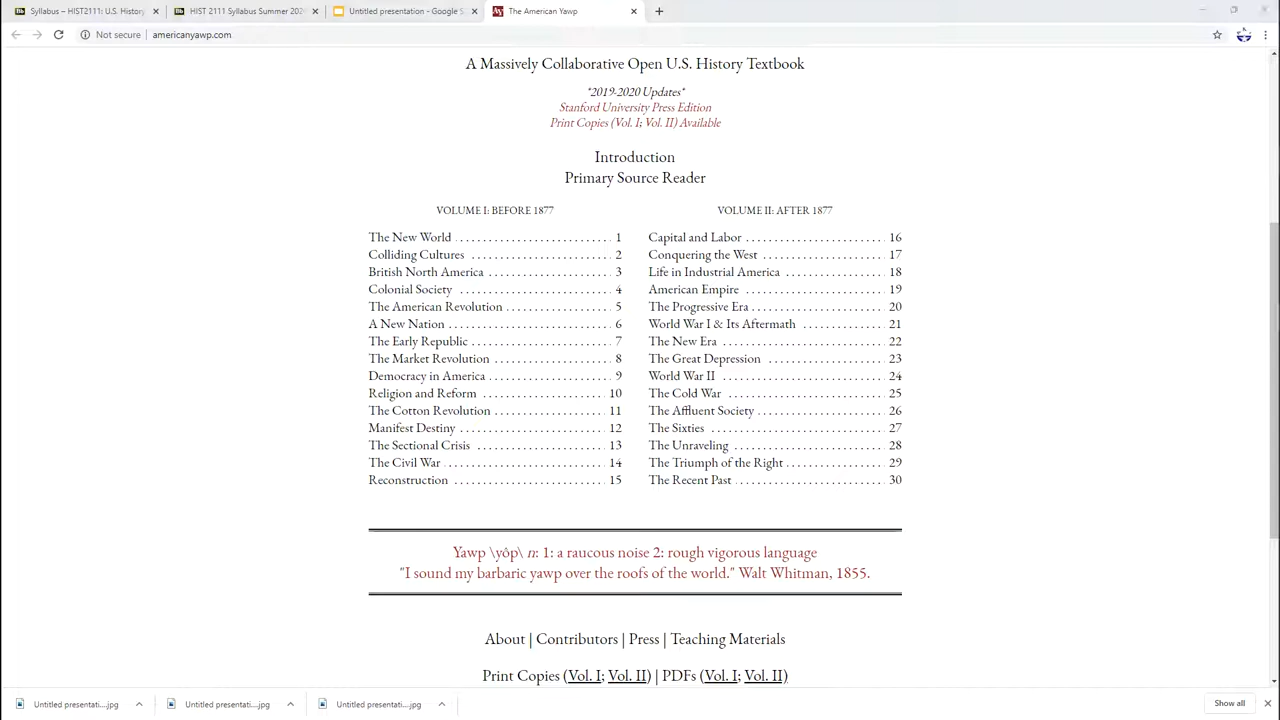 Syllabus – HIST2111: U.S. History
HIST 2111 Syllabus Summer 202
Untitled presentation - Google S
The American Yawp
Not secure | americanyawp.com
A Massively Collaborative Open U.S. History Textbook
*2019-2020 Updates*
Stanford University Press Edition
Print Copies (Vol. I; Vol. II) Available
Introduction
Primary Source Reader
VOLUME I: BEFORE 1877
The New World . . . . . . . . . . . . . . . . . . . . . . . . . . . 1
Colliding Cultures . . . . . . . . . . . . . . . . . . . . . . . . . 2
British North America . . . . . . . . . . . . . . . . . . . . . 3
Colonial Society . . . . . . . . . . . . . . . . . . . . . . . . . . 4
The American Revolution . . . . . . . . . . . . . . . . . . 5
A New Nation . . . . . . . . . . . . . . . . . . . . . . . . . . . . 6
The Early Republic . . . . . . . . . . . . . . . . . . . . . . . . 7
The Market Revolution . . . . . . . . . . . . . . . . . . . . 8
Democracy in America . . . . . . . . . . . . . . . . . . . . . 9
Religion and Reform . . . . . . . . . . . . . . . . . . . . . . 10
The Cotton Revolution . . . . . . . . . . . . . . . . . . . . 11
Manifest Destiny . . . . . . . . . . . . . . . . . . . . . . . . . 12
The Sectional Crisis . . . . . . . . . . . . . . . . . . . . . . 13
The Civil War . . . . . . . . . . . . . . . . . . . . . . . . . . . 14
Reconstruction . . . . . . . . . . . . . . . . . . . . . . . . . . 15
VOLUME II: AFTER 1877
Capital and Labor . . . . . . . . . . . . . . . . . . . . . . . . 16
Conquering the West . . . . . . . . . . . . . . . . . . . . . 17
Life in Industrial America . . . . . . . . . . . . . . . . . . 18
American Empire . . . . . . . . . . . . . . . . . . . . . . . . 19
The Progressive Era . . . . . . . . . . . . . . . . . . . . . . . 20
World War I & Its Aftermath . . . . . . . . . . . . . . 21
The New Era . . . . . . . . . . . . . . . . . . . . . . . . . . . . 22
The Great Depression . . . . . . . . . . . . . . . . . . . . 23
World War II . . . . . . . . . . . . . . . . . . . . . . . . . . . 24
The Cold War . . . . . . . . . . . . . . . . . . . . . . . . . . . 25
The Affluent Society . . . . . . . . . . . . . . . . . . . . . . 26
The Sixties . . . . . . . . . . . . . . . . . . . . . . . . . . . . . 27
The Unraveling . . . . . . . . . . . . . . . . . . . . . . . . . . 28
The Triumph of the Right . . . . . . . . . . . . . . . . . 29
The Recent Past . . . . . . . . . . . . . . . . . . . . . . . . . 30
Yawp \yôp\ n: 1: a raucous noise 2: rough vigorous language
"I sound my barbaric yawp over the roofs of the world." Walt Whitman, 1855.
About | Contributors | Press | Teaching Materials
Print Copies (Vol. I; Vol. II) | PDFs (Vol. I; Vol. II)
Untitled presentati....jpg
Untitled presentati....jpg
Untitled presentati....jpg
Show all